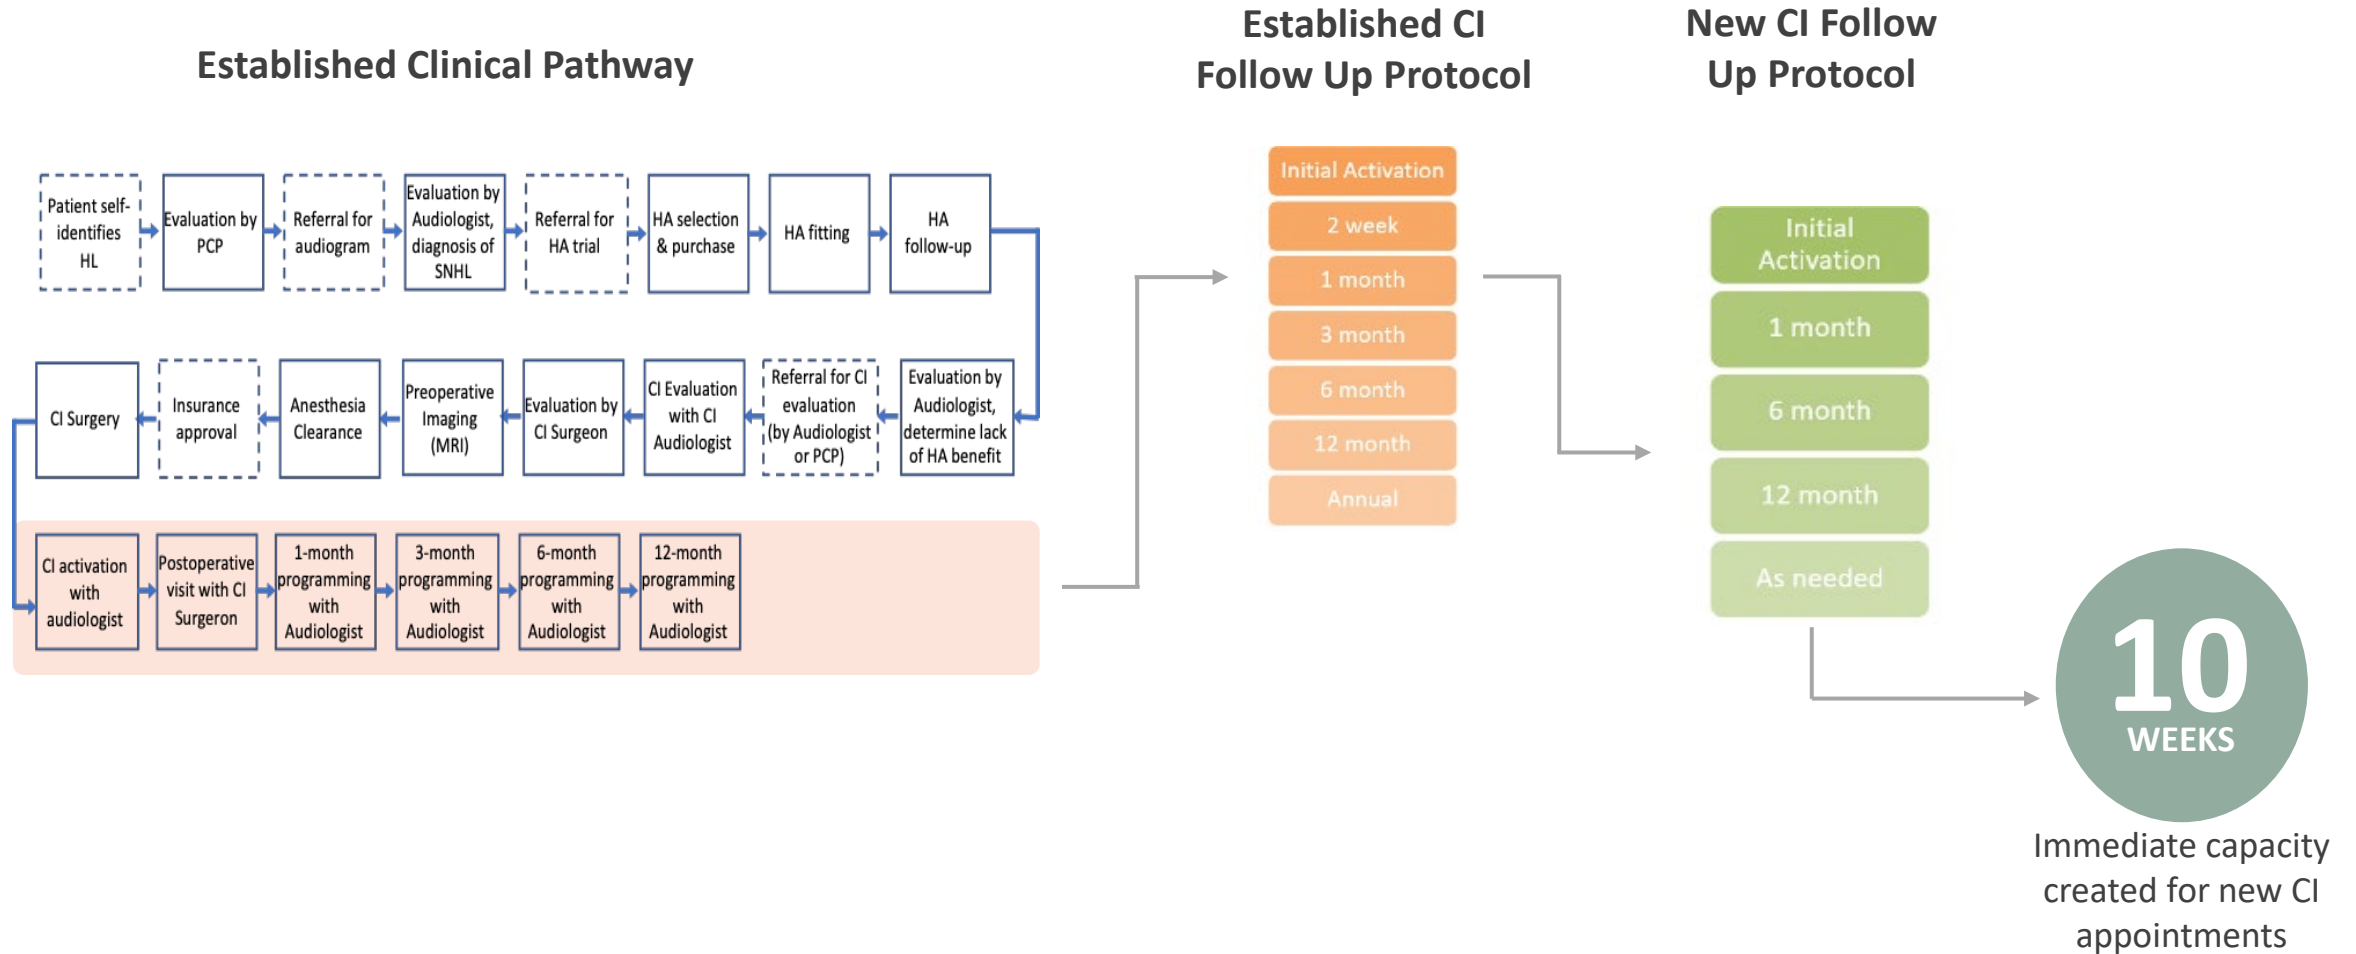 Established Clinical Pathway
Established CI
Follow Up Protocol
New CI Follow
Up Protocol
Patient self-
identifies
HL
Evaluation by
PCP
Referral for
audiogram
Evaluation by
Audiologist,
diagnosis of
SNHL
Referral for
HA trial
HA selection
& purchase
HA fitting
HA
follow-up
CI Surgery
Insurance
approval
Anesthesia
Clearance
Preoperative
Imaging
(MRI)
Evaluation by
CI Surgeon
CI Evaluation
with CI
Audiologist
Referral for CI
evaluation
(by Audiologist
or PCP)
Evaluation by
Audiologist,
determine lack
of HA benefit
CI activation
with
audiologist
Postoperative
visit with CI
Surgeron
1-month
programming
with
Audiologist
3-month
programming
with
Audiologist
6-month
programming
with
Audiologist
12-month
programming
with
Audiologist
Initial Activation
2 week
1 month
3 month
6 month
12 month
Annual
Initial
Activation
1 month
6 month
12 month
As needed
10
WEEKS
Immediate capacity
created for new CI
appointments